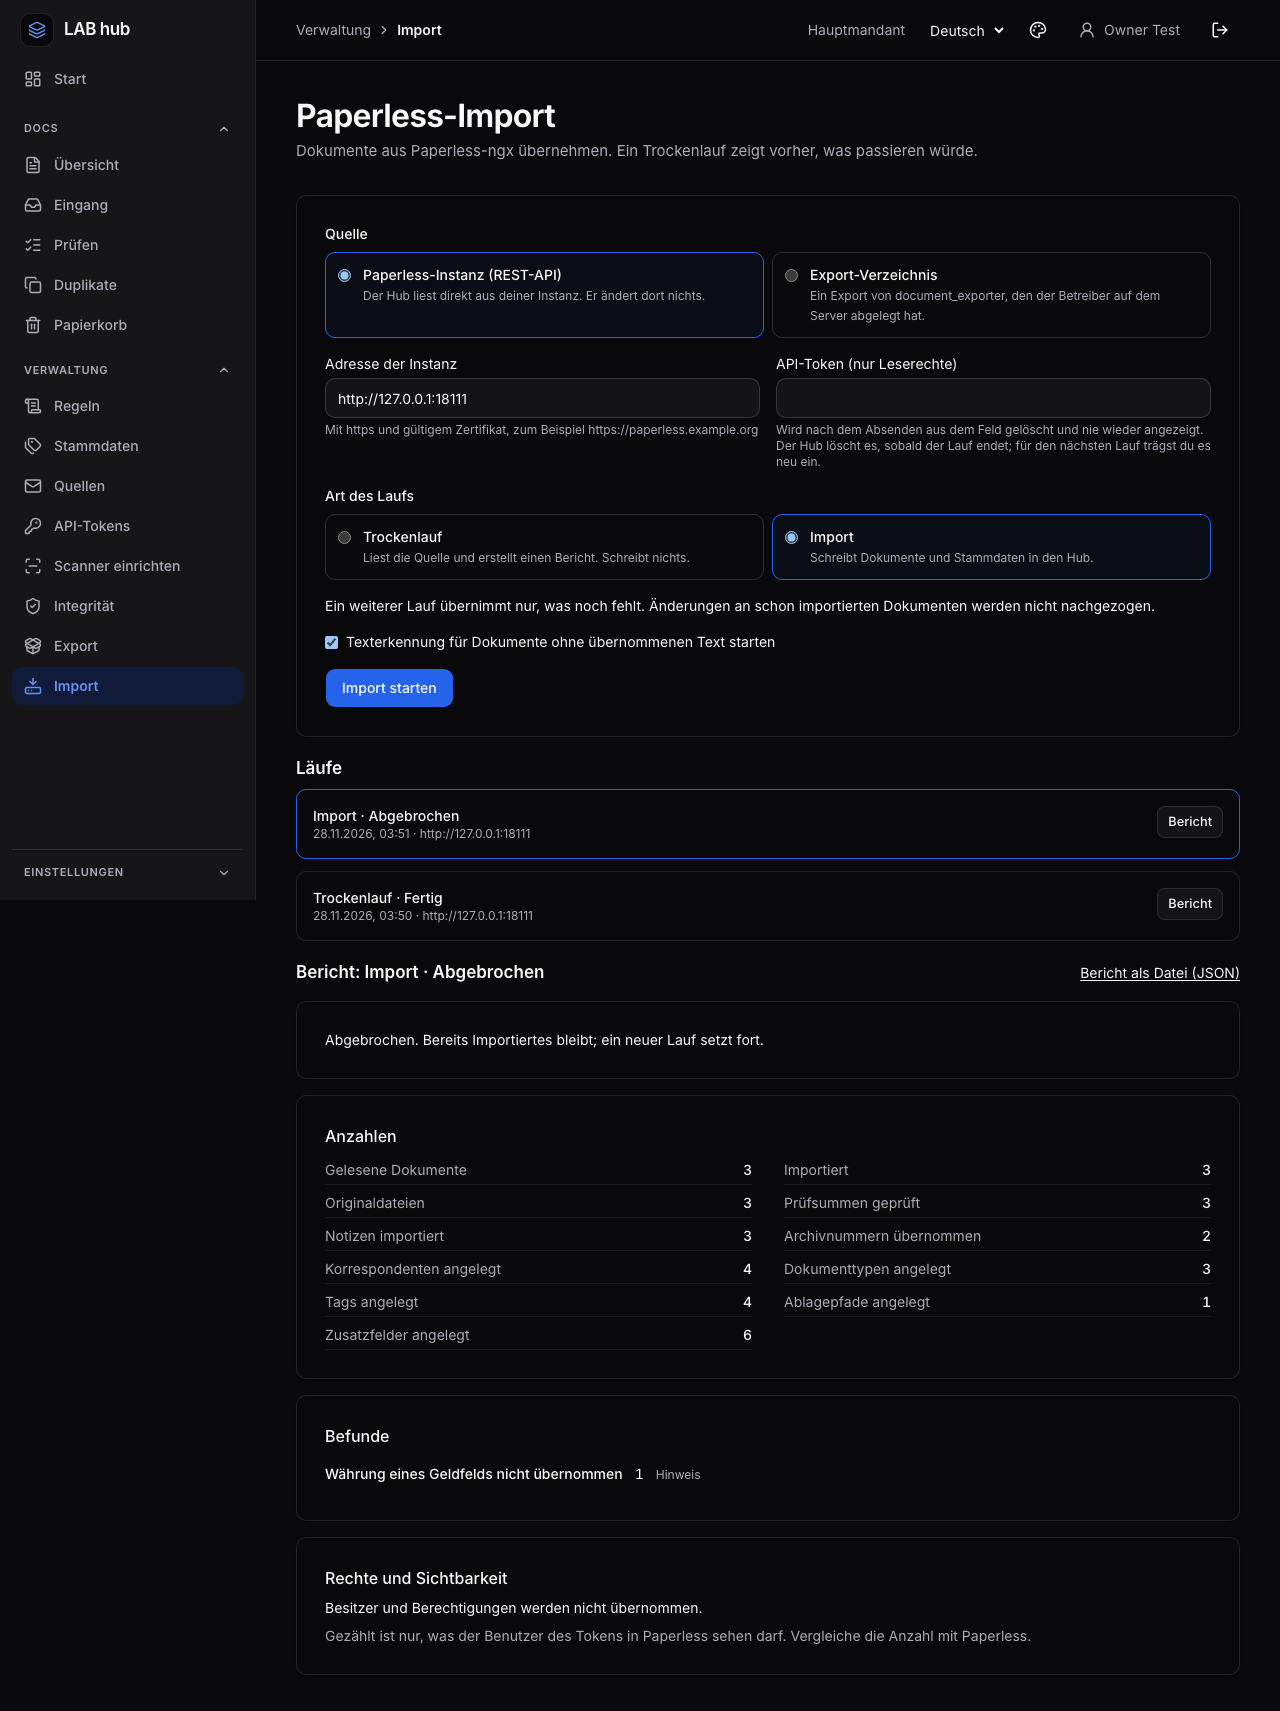 LAB hub
Start
DOCS
Übersicht
Eingang
Prüfen
Duplikate
Papierkorb
VERWALTUNG
Regeln
Stammdaten
Quellen
API-Tokens
Scanner einrichten
Integrität
Export
Import
EINSTELLUNGEN
Verwaltung > Import
Hauptmandant Deutsch Owner Test
Paperless-Import
Dokumente aus Paperless-ngx übernehmen. Ein Trockenlauf zeigt vorher, was passieren würde.
Quelle
Paperless-Instanz (REST-API)
Der Hub liest direkt aus deiner Instanz. Er ändert dort nichts.
Export-Verzeichnis
Ein Export von document_exporter, den der Betreiber auf dem
Server abgelegt hat.
Adresse der Instanz
http://127.0.0.1:18111
Mit https und gültigem Zertifikat, zum Beispiel https://paperless.example.org
API-Token (nur Leserechte)
Wird nach dem Absenden aus dem Feld gelöscht und nie wieder angezeigt.
Der Hub löscht es, sobald der Lauf endet; für den nächsten Lauf trägst du es
neu ein.
Art des Laufs
Trockenlauf
Liest die Quelle und erstellt einen Bericht. Schreibt nichts.
Import
Schreibt Dokumente und Stammdaten in den Hub.
Ein weiterer Lauf übernimmt nur, was noch fehlt. Änderungen an schon importierten Dokumenten werden nicht nachgezogen.
Texterkennung für Dokumente ohne übernommenen Text starten
Import starten
Läufe
Import · Abgebrochen
28.11.2026, 03:51 · http://127.0.0.1:18111
Bericht
Trockenlauf · Fertig
28.11.2026, 03:50 · http://127.0.0.1:18111
Bericht
Bericht: Import · Abgebrochen
Bericht als Datei (JSON)
Abgebrochen. Bereits Importiertes bleibt; ein neuer Lauf setzt fort.
Anzahlen
Gelesene Dokumente 3
Importiert 3
Originaldateien 3
Prüfsummen geprüft 3
Notizen importiert 3
Archivnummern übernommen 2
Korrespondenten angelegt 4
Dokumenttypen angelegt 3
Tags angelegt 4
Ablagepfade angelegt 1
Zusatzfelder angelegt 6
Befunde
Währung eines Geldfelds nicht übernommen 1 Hinweis
Rechte und Sichtbarkeit
Besitzer und Berechtigungen werden nicht übernommen.
Gezählt ist nur, was der Benutzer des Tokens in Paperless sehen darf. Vergleiche die Anzahl mit Paperless.